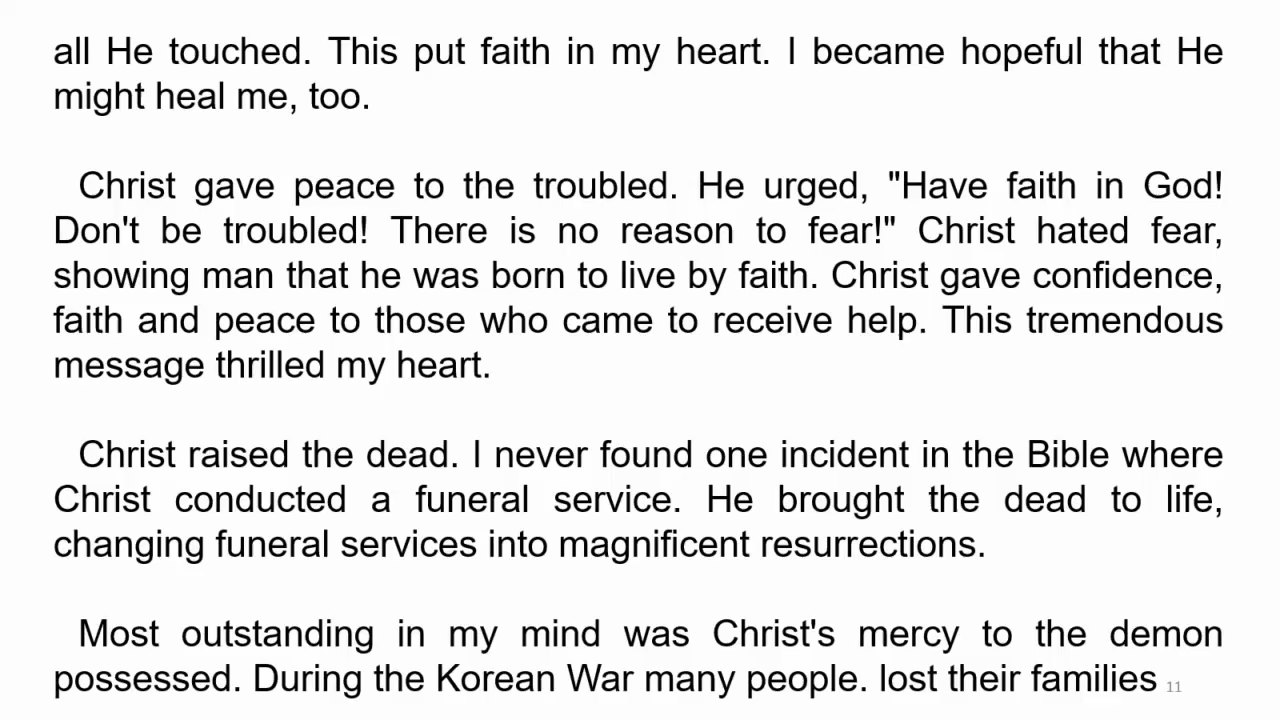 all He touched. This put faith in my heart. I became hopeful that He
might heal me, too.
Christ gave peace to the troubled. He urged, "Have faith in God!
Don't be troubled! There is no reason to fear!" Christ hated fear,
showing man that he was born to live by faith. Christ gave confidence,
faith and peace to those who came to receive help. This tremendous
message thrilled my heart.
Christ raised the dead. I never found one incident in the Bible where
Christ conducted a funeral service. He brought the dead to life,
changing funeral services into magnificent resurrections.
Most outstanding in my mind was Christ's mercy to the demon
possessed. During the Korean War many people. lost their families 11